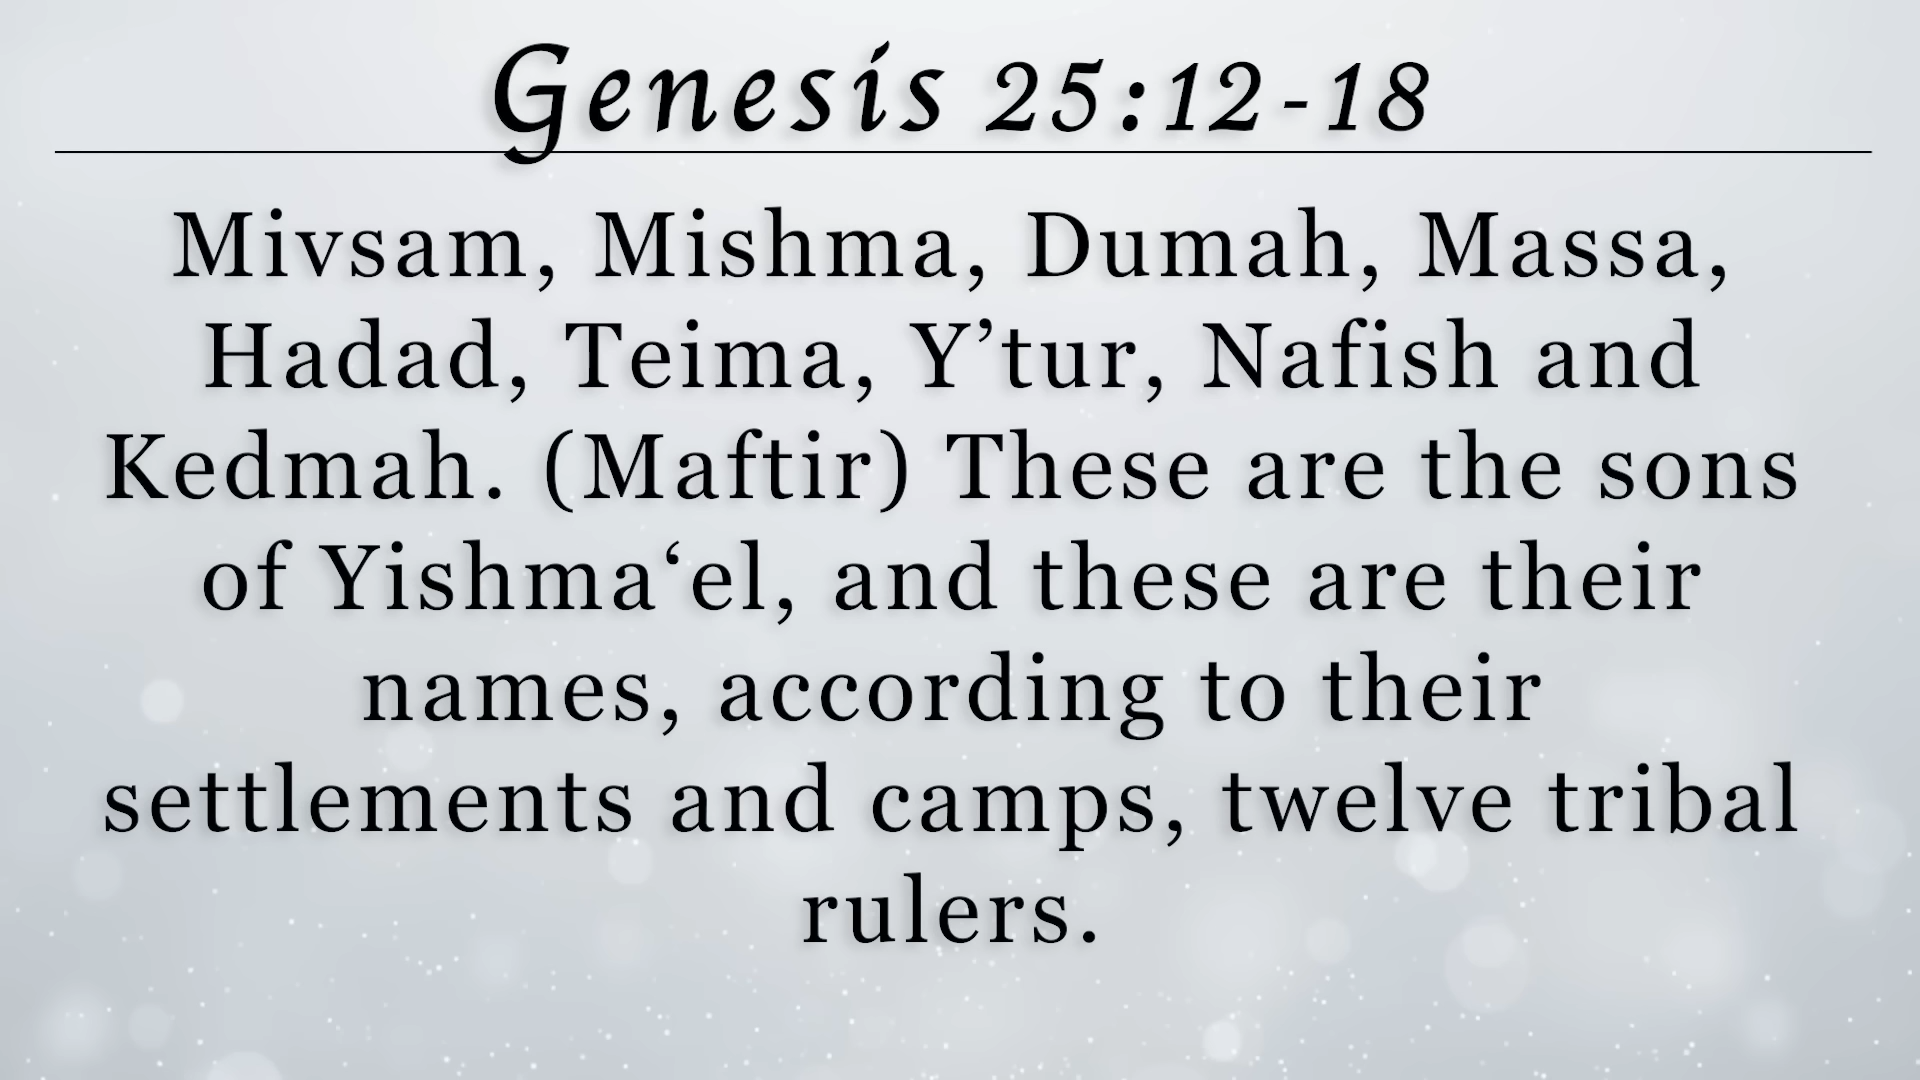 Genesis 25:12-18
Mivsam, Mishma, Dumah, Massa,
Hadad, Teima, Y’tur, Nafish and
Kedmah. (Maftir) These are the sons
of Yishma‘el, and these are their
names, according to their
settlements and camps, twelve tribal
rulers.